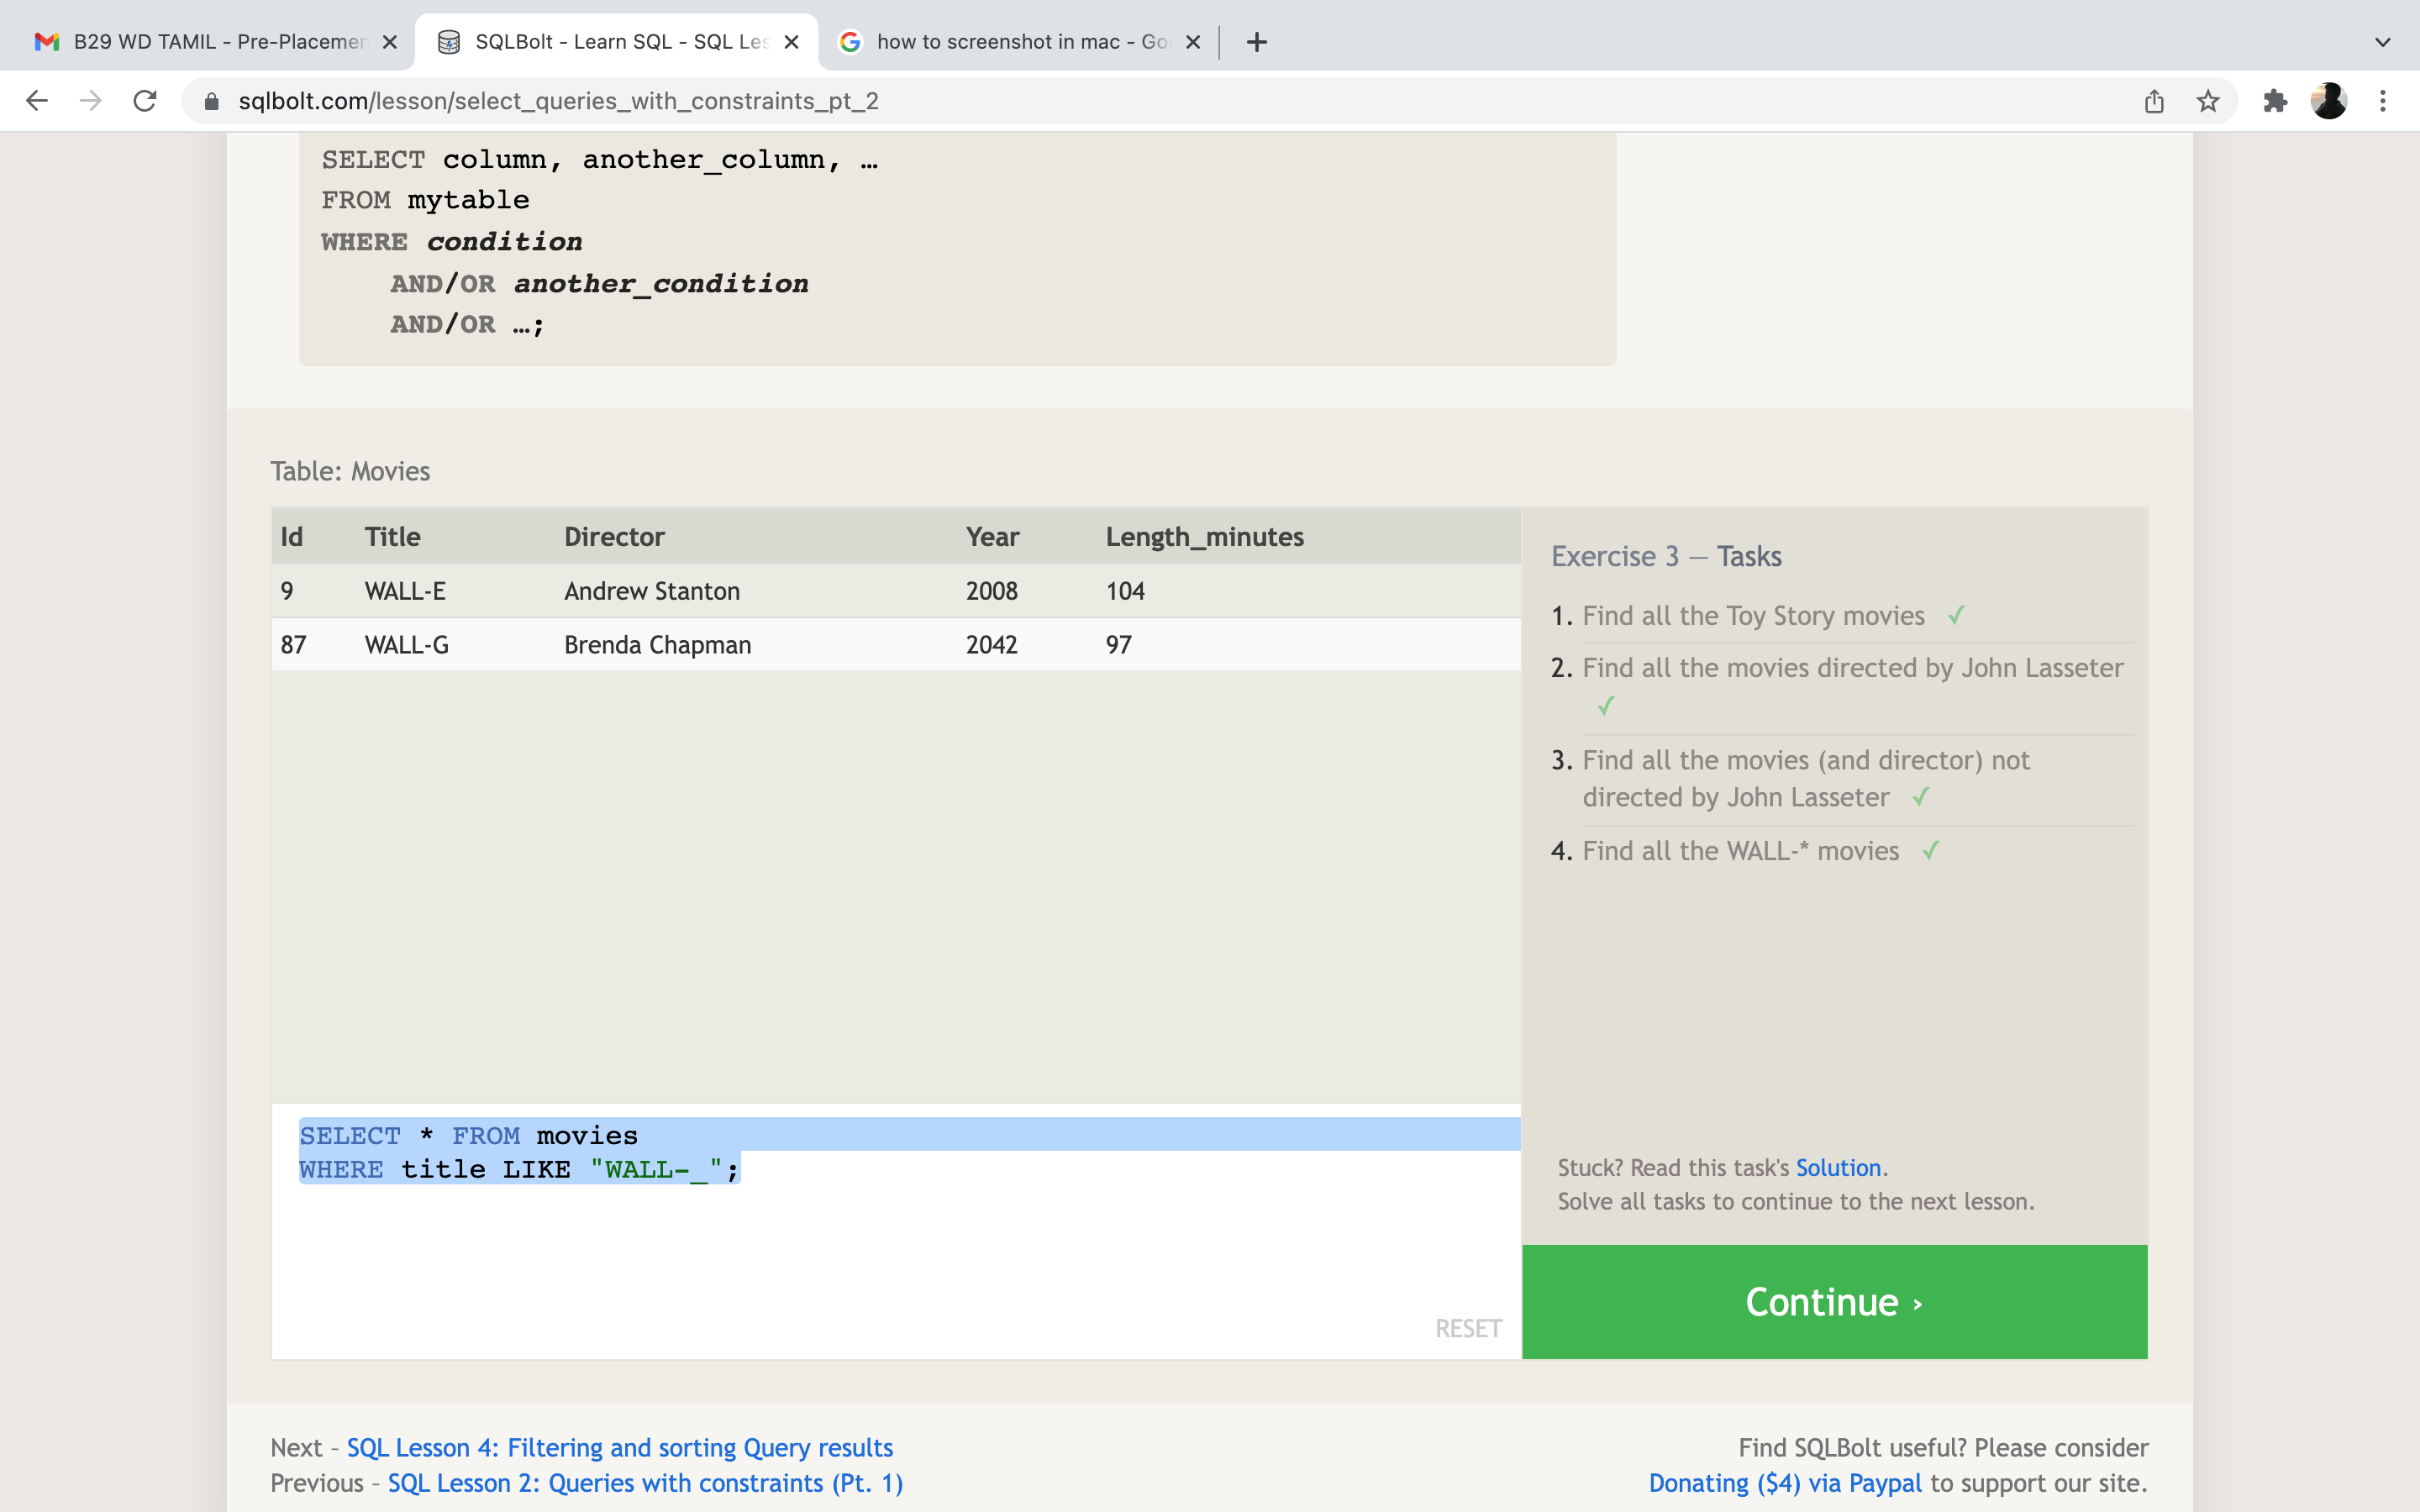 B29 WD TAMIL - Pre-Placemen
SQLBolt - Learn SQL - SQL Les
how to screenshot in mac - Goo
sqlbolt.com/lesson/select_queries_with_constraints_pt_2
SELECT column, another_column, …
FROM mytable
WHERE condition
AND/OR another_condition
AND/OR …;
Table: Movies
Id Title Director Year Length_minutes
9 WALL-E Andrew Stanton 2008 104
87 WALL-G Brenda Chapman 2042 97
Exercise 3 — Tasks
1. Find all the Toy Story movies ✓
2. Find all the movies directed by John Lasseter
✓
3. Find all the movies (and director) not
directed by John Lasseter ✓
4. Find all the WALL-* movies ✓
SELECT * FROM movies
WHERE title LIKE "WALL-_";
RESET
Stuck? Read this task's Solution.
Solve all tasks to continue to the next lesson.
Continue ›
Next – SQL Lesson 4: Filtering and sorting Query results
Previous – SQL Lesson 2: Queries with constraints (Pt. 1)
Find SQLBolt useful? Please consider
Donating ($4) via Paypal to support our site.